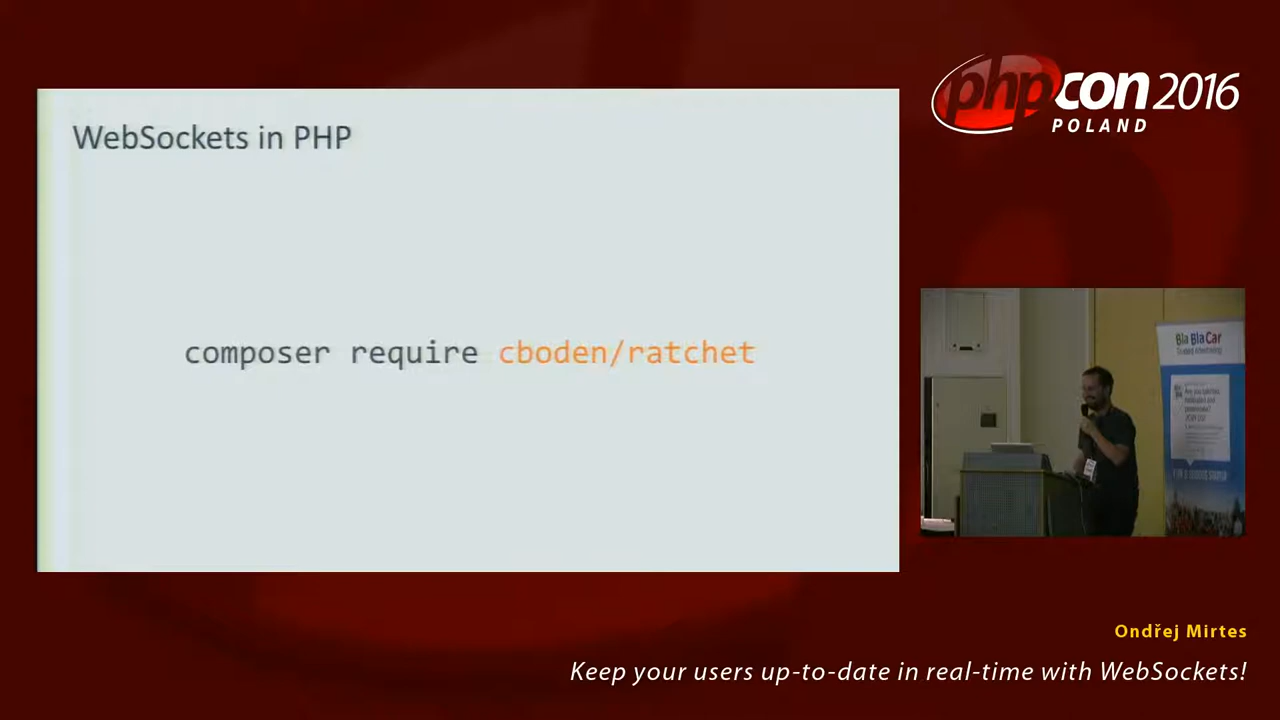 WebSockets in PHP
composer require cboden/ratchet
phpcon 2016
POLAND
Bla Bla Car
Ondřej Mirtes
Keep your users up-to-date in real-time with WebSockets!